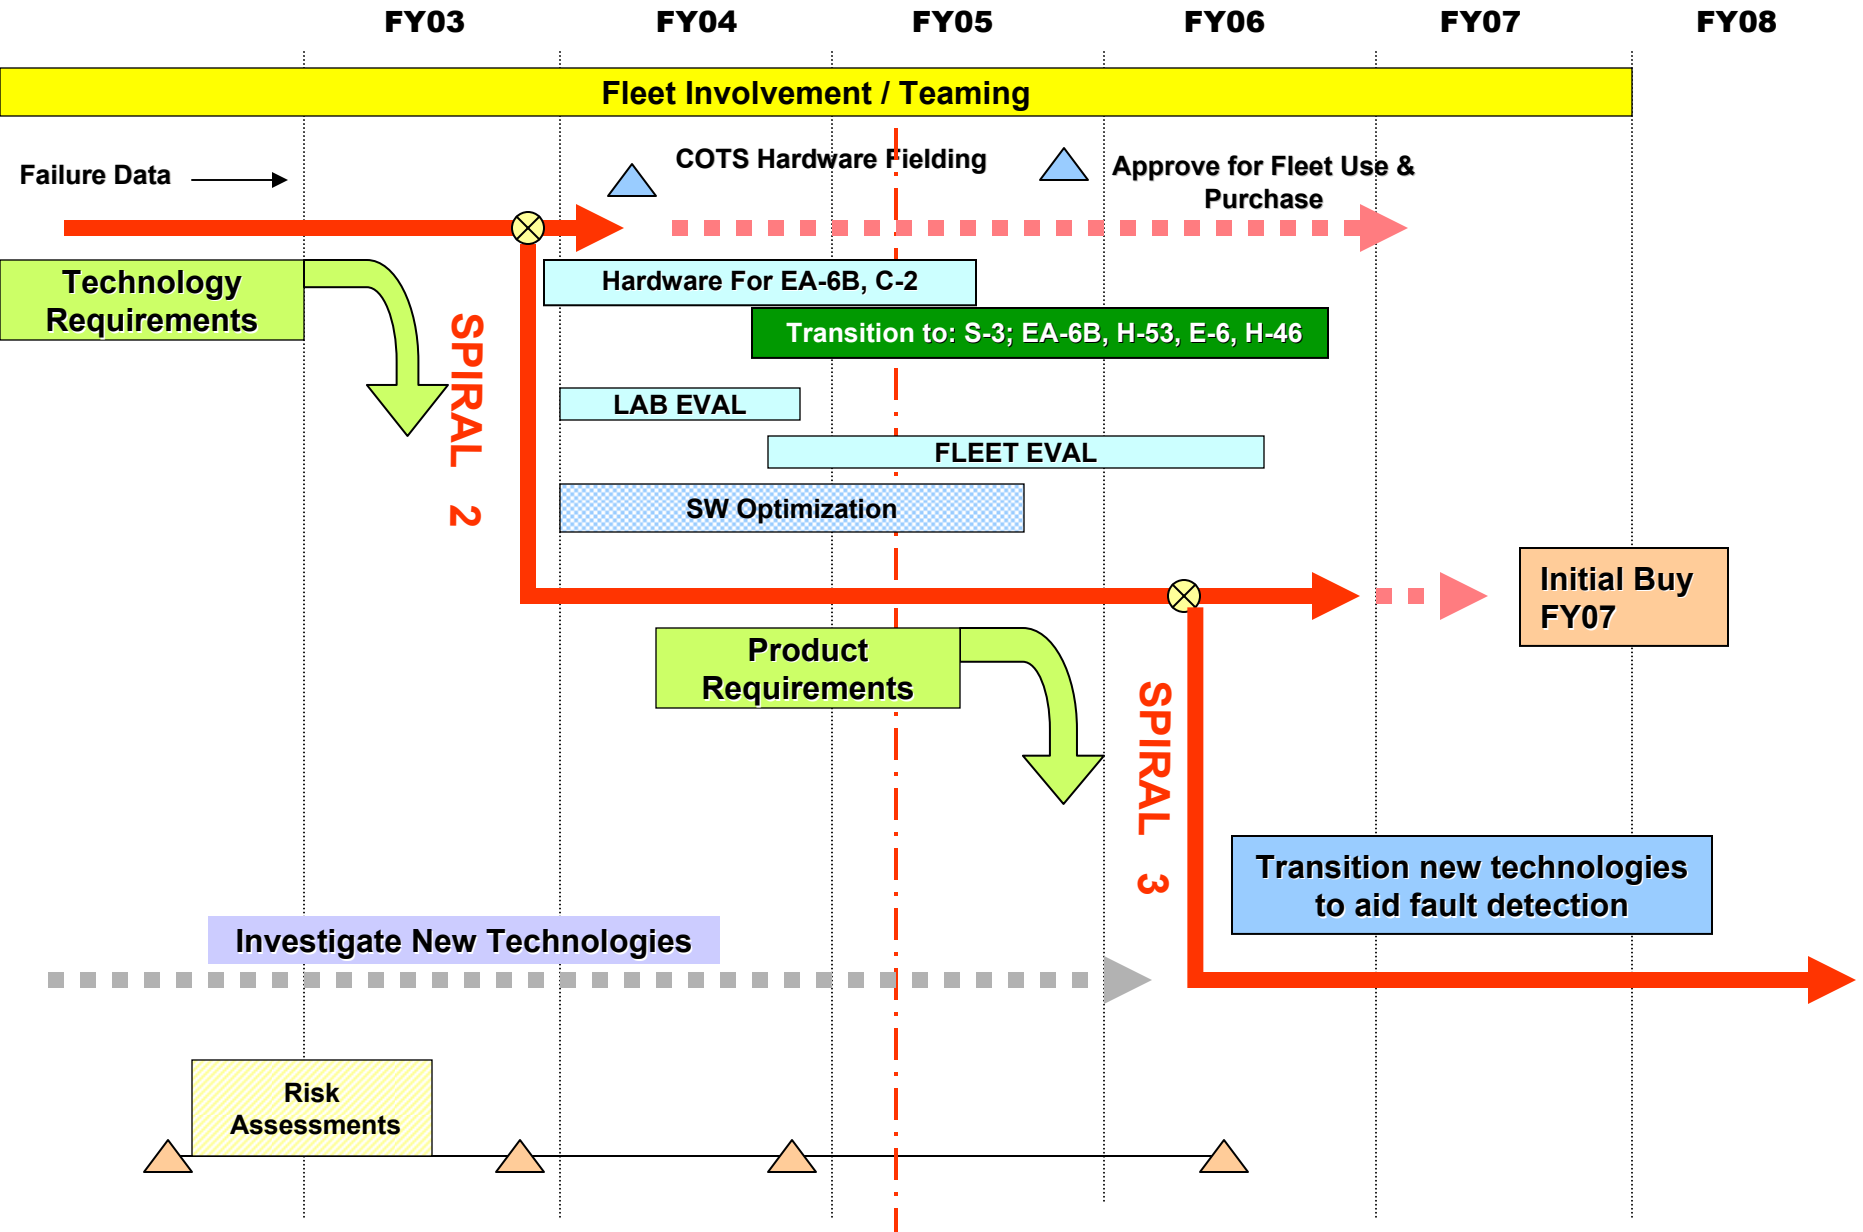 FY03 FY04 FY05 FY06 FY07 FY08
Fleet Involvement / Teaming
Failure Data
COTS Hardware Fielding
Approve for Fleet Use &
Purchase
Technology
Requirements
Hardware For EA-6B, C-2
Transition to: S-3; EA-6B, H-53, E-6, H-46
SPIRAL 2
LAB EVAL
FLEET EVAL
SW Optimization
Initial Buy
FY07
Product
Requirements
SPIRAL 3
Transition new technologies
to aid fault detection
Investigate New Technologies
Risk
Assessments